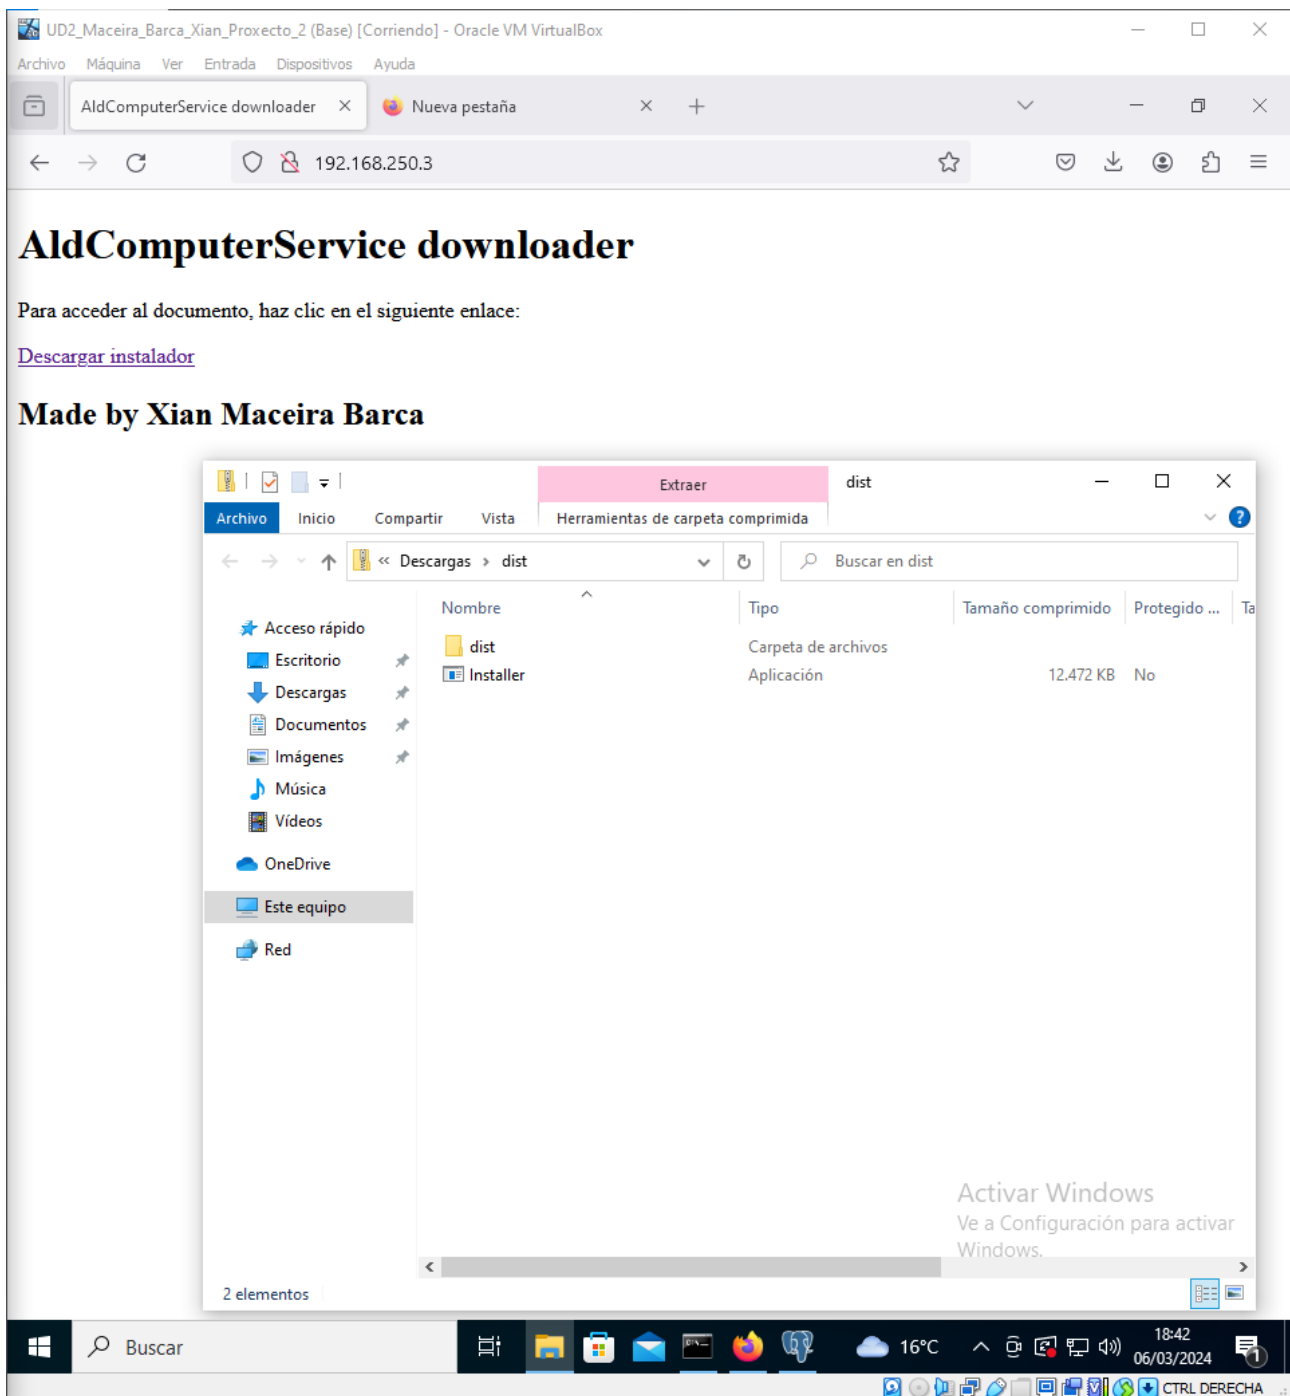 UD2_Maceira_Barca_Xian_Proxecto_2 (Base) [Corriendo] - Oracle VM VirtualBox
Archivo Máquina Ver Entrada Dispositivos Ayuda
AldComputerService downloader
Nueva pestaña
192.168.250.3
AldComputerService downloader
Para acceder al documento, haz clic en el siguiente enlace:
Descargar instalador
Made by Xian Maceira Barca
Extraer dist
Archivo Inicio Compartir Vista Herramientas de carpeta comprimida
« Descargas > dist
Buscar en dist
Nombre Tipo Tamaño comprimido Protegido ... Ta
Acceso rápido
Escritorio
Descargas
Documentos
Imágenes
Música
Vídeos
OneDrive
Este equipo
Red
dist Carpeta de archivos
Installer Aplicación 12.472 KB No
Activar Windows
Ve a Configuración para activar
Windows.
2 elementos
Buscar
16°C
18:42
06/03/2024
1
CTRL DERECHA